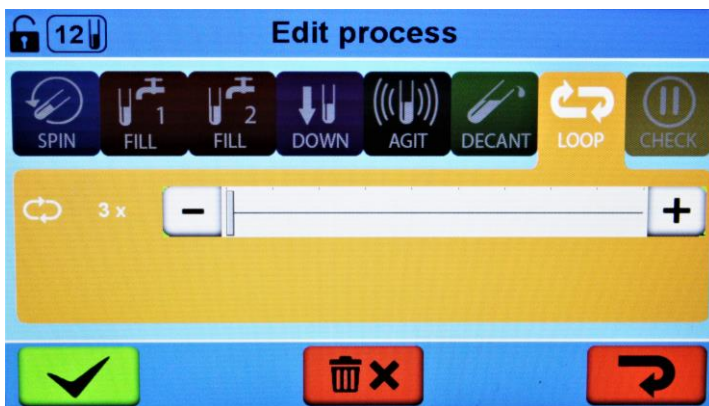 12 Edit process
1 2
SPIN FILL FILL DOWN AGIT DECANT LOOP CHECK
3 x - +